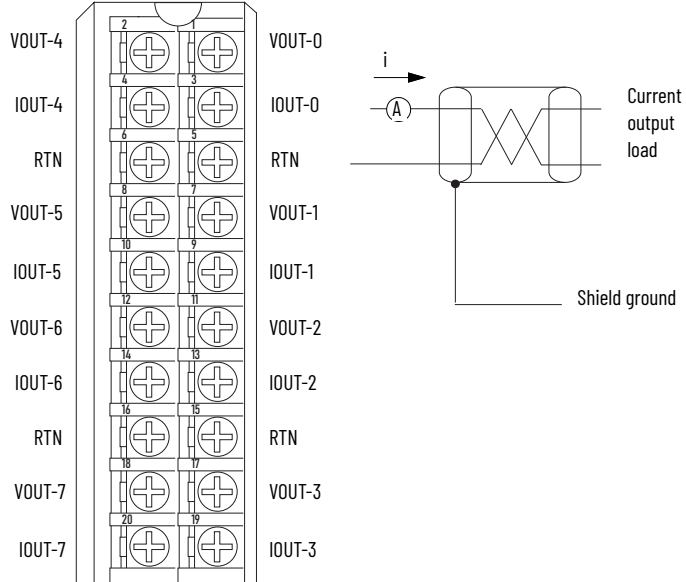 VOUT-4 2 1 VOUT-0
IOUT-4 4 3 IOUT-0
RTN 6 5 RTN
VOUT-5 8 7 VOUT-1
IOUT-5 10 9 IOUT-1
VOUT-6 12 11 VOUT-2
IOUT-6 14 13 IOUT-2
RTN 16 15 RTN
VOUT-7 18 17 VOUT-3
IOUT-7 20 19 IOUT-3
i
A
Current
output
load
Shield ground